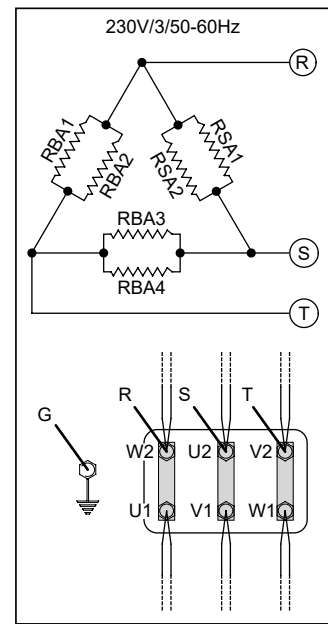 230V/3/50-60Hz
R
RBA1
RBA2
RSA1
RSA2
RBA3
RBA4
S
T
G
R S T
W2 U2 V2
U1 V1 W1